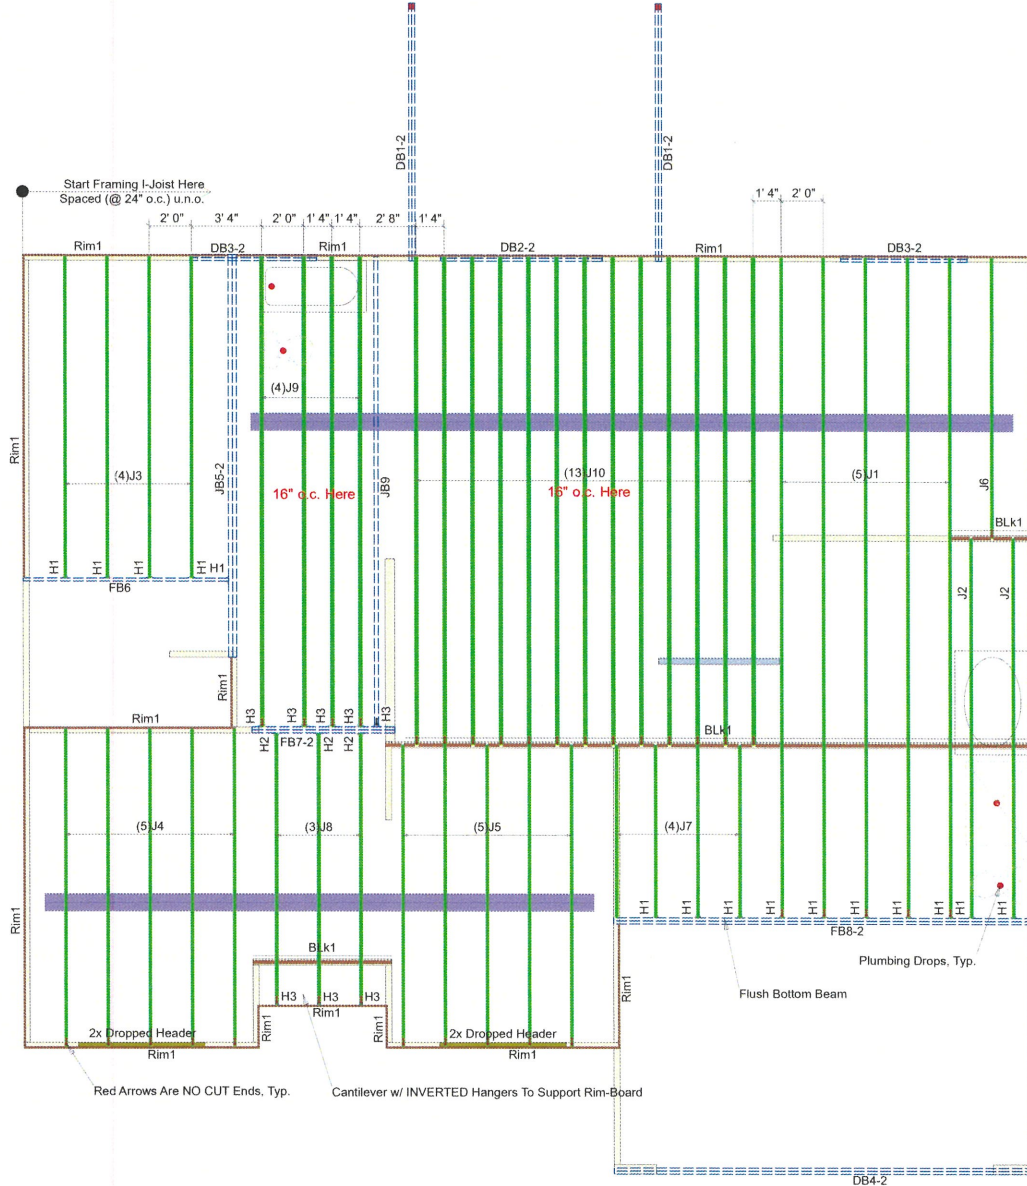 DB1-2
DB1-2
Start Framing I-Joist Here
Spaced (@ 24" o.c.) u.n.o.
1' 4" 2' 0"
2' 0" 3' 4" 2' 0" 1' 4" 1' 4" 2' 8" 1' 4"
Rim1 DB3-2 Rim1 DB2-2 Rim1 DB3-2
(4)J9
Rim1
(4)J3
JB5-2
16" o.c. Here
JB9
(13)J10
16" o.c. Here
(5)J1
J6
BLk1
H1 H1 H1 H1 H1
FB6
J2 J2
Rim1
Rim1
H3 H3 H3 H3 H3
FB7-2
H2 H2 H2
BLk1
(5)J4 (3)J8 (5)J5 (4)J7
Rim1
H1 H1 H1 H1 H1 H1 H1 H1 H1 H1
FB8-2
BLk1
Plumbing Drops, Typ.
Rim1
Flush Bottom Beam
H3 H3 H3
Rim1
Rim1
Rim1
2x Dropped Header
2x Dropped Header
Rim1
Rim1
Red Arrows Are NO CUT Ends, Typ.
Cantilever w/ INVERTED Hangers To Support Rim-Board
DB4-2